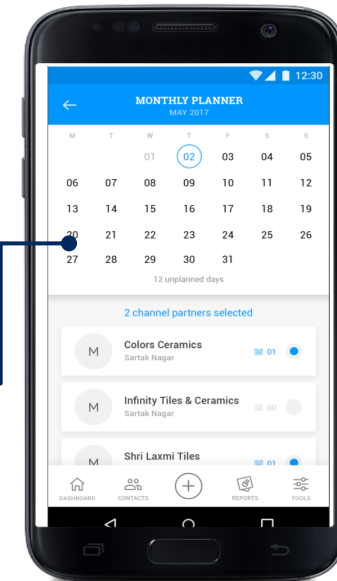 12:30
MONTHLY PLANNER
MAY 2017
M T W T F S S
01 02 03 04 05
06 07 08 09 10 11 12
13 14 15 16 17 18 19
20 21 22 23 24 25 26
27 28 29 30 31
12 unplanned days
2 channel partners selected
M Colors Ceramics 01
Sartak Nagar
M Infinity Tiles & Ceramics 00
Sartak Nagar
M Shri Laxmi Tiles 01
DASHBOARD CONTACTS REPORTS TOOLS